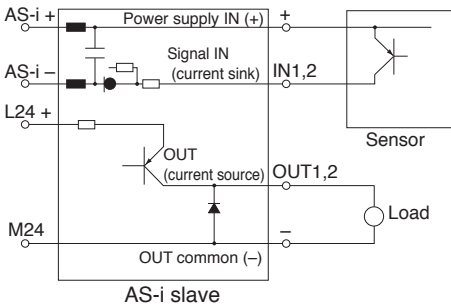 AS-i +
Power supply IN (+)
+
Signal IN
(current sink)
AS-i –
IN1,2
L24 +
Sensor
OUT
(current source)
OUT1,2
Load
M24
OUT common (–)
–
AS-i slave